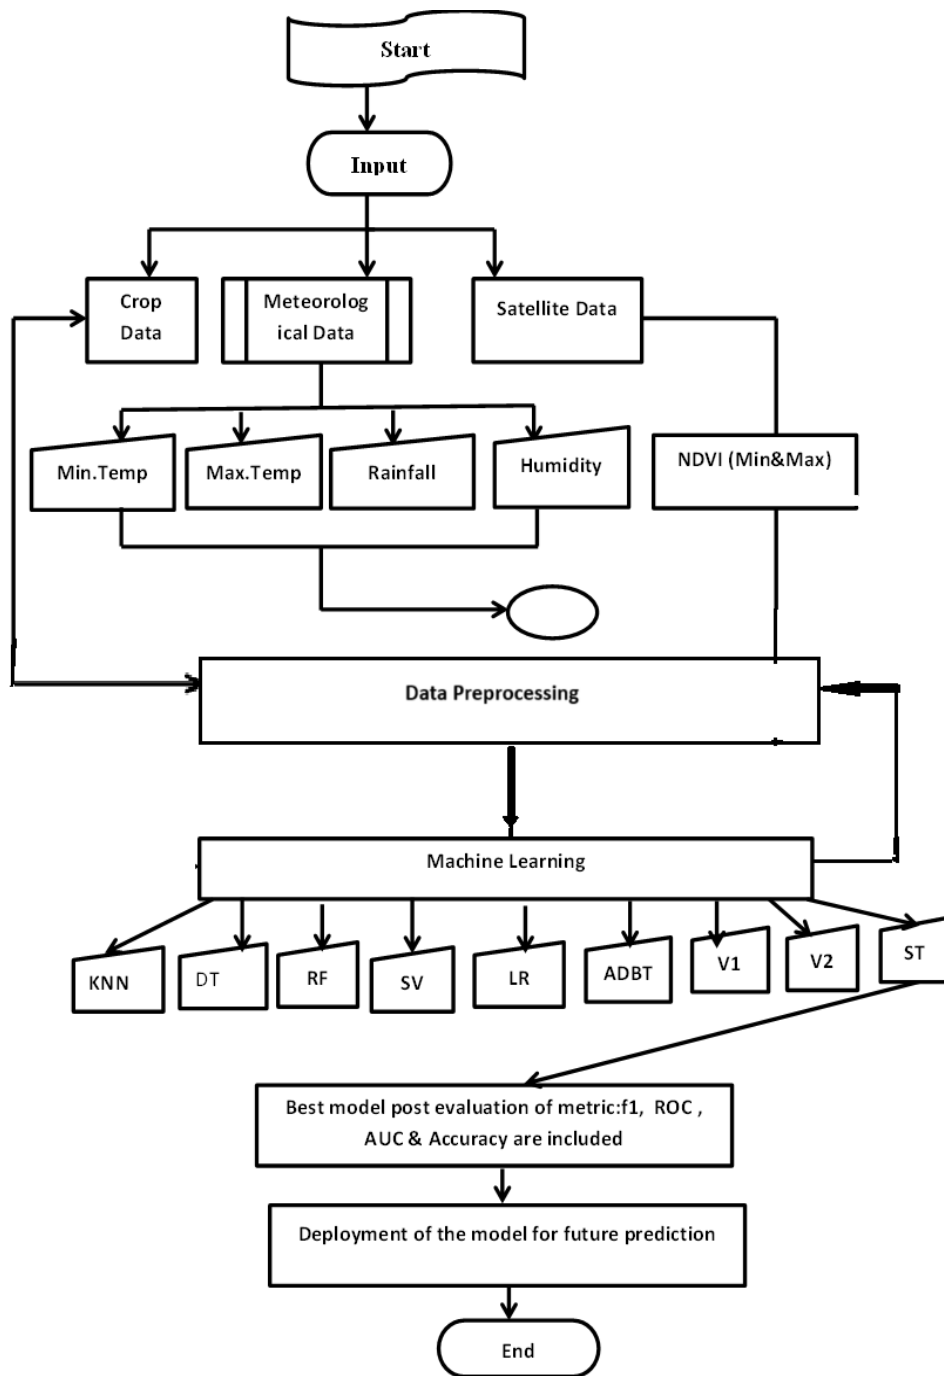 Start
Input
Crop
Data
Meteorolog
ical Data
Satellite Data
Min.Temp
Max.Temp
Rainfall
Humidity
NDVI (Min&Max)
Data Preprocessing
Machine Learning
KNN
DT
RF
SV
LR
ADBT
V1
V2
ST
Best model post evaluation of metric:f1, ROC ,
AUC & Accuracy are included
Deployment of the model for future prediction
End